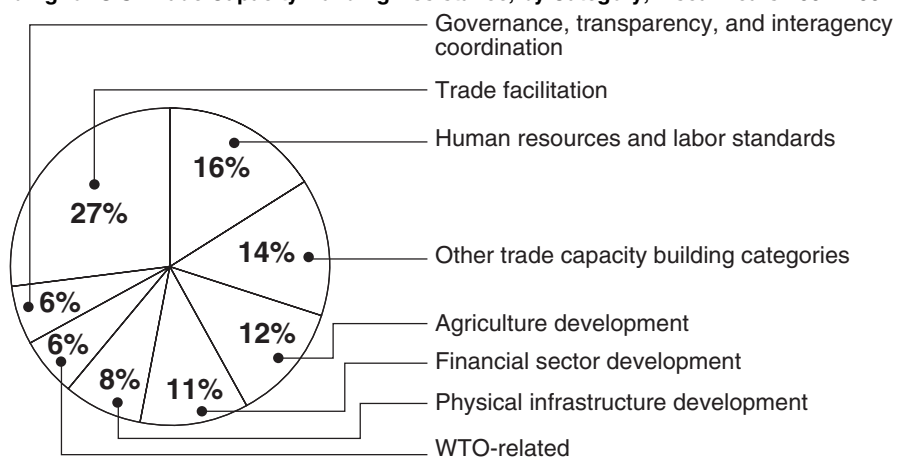 Governance, transparency, and interagency
coordination
Trade facilitation
Human resources and labor standards
16%
27%
14%
Other trade capacity building categories
6%
12%
Agriculture development
6%
Financial sector development
8%
11%
Physical infrastructure development
WTO-related